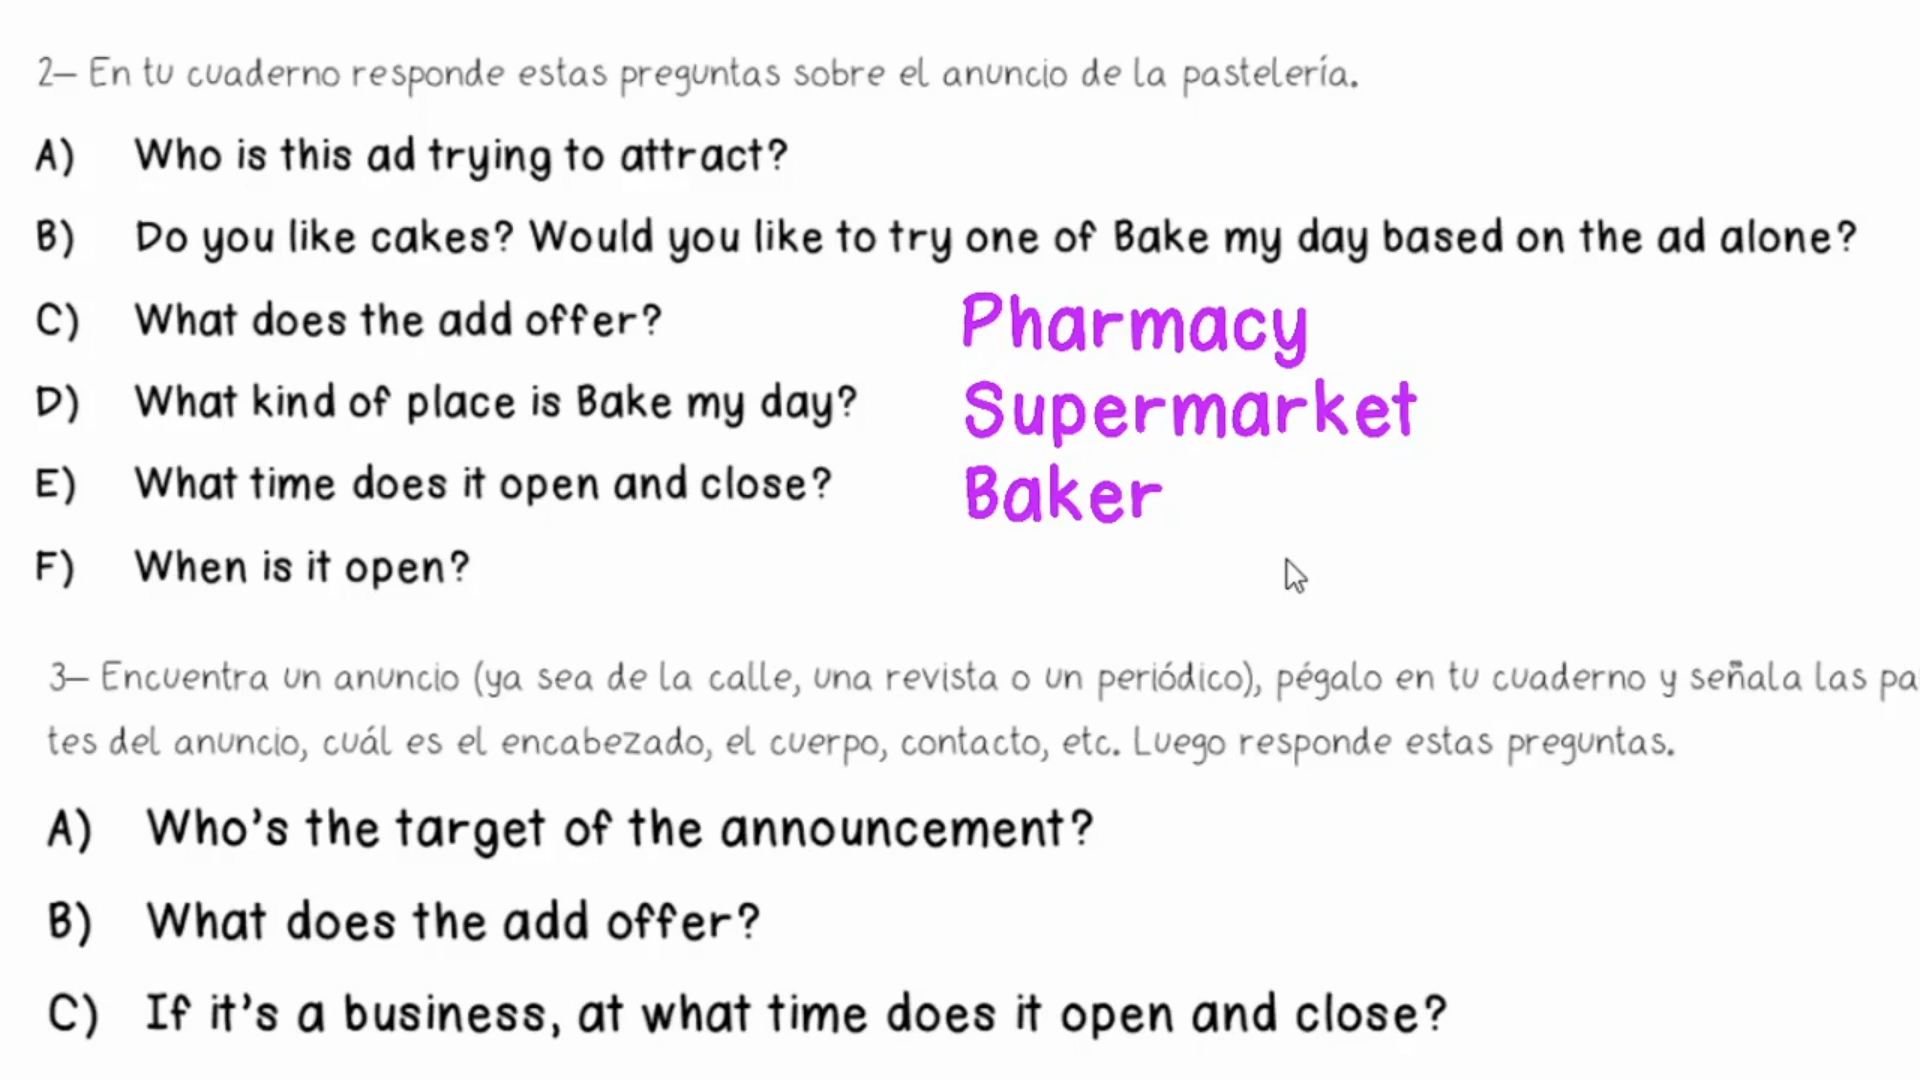 2– En tu cuaderno responde estas preguntas sobre el anuncio de la pastelería.
A) Who is this ad trying to attract?
B) Do you like cakes? Would you like to try one of Bake my day based on the ad alone?
C) What does the add offer?
D) What kind of place is Bake my day?
E) What time does it open and close?
F) When is it open?
Pharmacy
Supermarket
Baker
3– Encuentra un anuncio (ya sea de la calle, una revista o un periódico), pégalo en tu cuaderno y señala las pa
tes del anuncio, cuál es el encabezado, el cuerpo, contacto, etc. Luego responde estas preguntas.
A) Who's the target of the announcement?
B) What does the add offer?
C) If it's a business, at what time does it open and close?